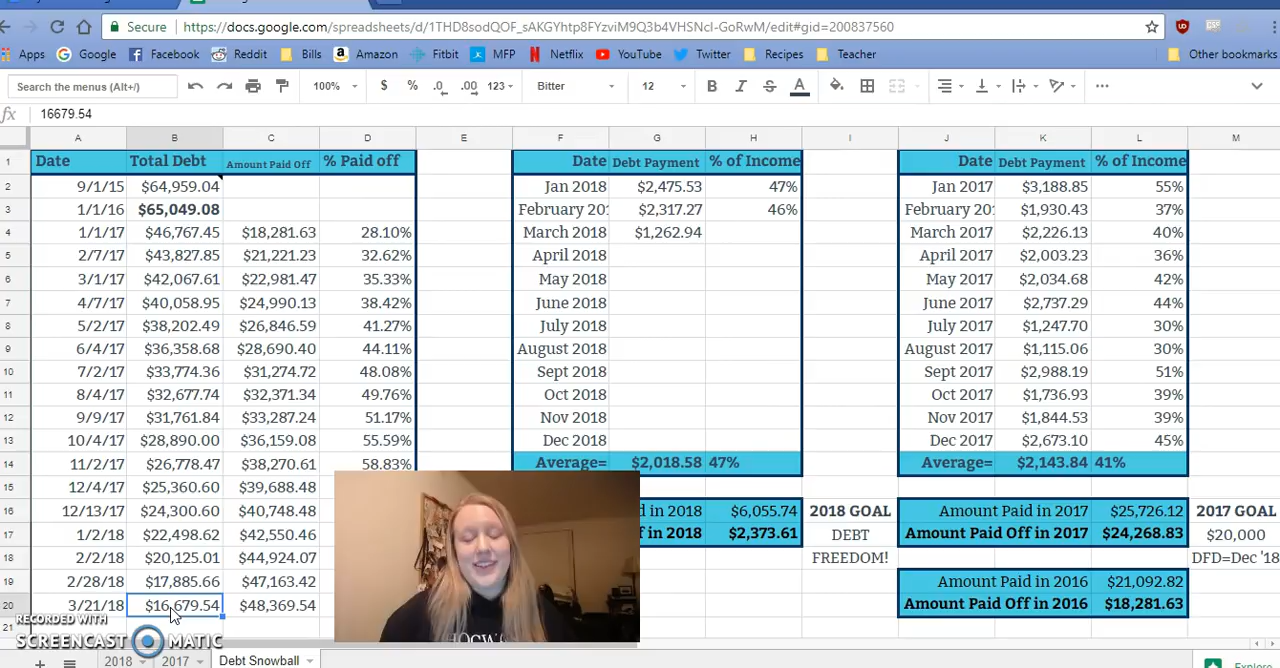 Secure https://docs.google.com/spreadsheets/d/1THD8sodQOF_sAKGYhtp8FYzviM9Q3b4VHSNcI-GoRwM/edit#gid=200837560
Apps Google Facebook Reddit Bills Amazon Fitbit MFP Netflix YouTube Twitter Recipes Teacher Other bookmarks
Search the menus (Alt+/) 100% $ % .0 .00 123 Bitter 12 B I S A
fx 16679.54
A B C D E F G H I J K L M
1 Date Total Debt Amount Paid Off % Paid off Date Debt Payment % of Income Date Debt Payment % of Income
2 9/1/15 $64,959.04 Jan 2018 $2,475.53 47% Jan 2017 $3,188.85 55%
3 1/1/16 $65,049.08 February 201 $2,317.27 46% February 201 $1,930.43 37%
4 1/1/17 $46,767.45 $18,281.63 28.10% March 2018 $1,262.94 March 2017 $2,226.13 40%
5 2/7/17 $43,827.85 $21,221.23 32.62% April 2018 April 2017 $2,003.23 36%
6 3/1/17 $42,067.61 $22,981.47 35.33% May 2018 May 2017 $2,034.68 42%
7 4/7/17 $40,058.95 $24,990.13 38.42% June 2018 June 2017 $2,737.29 44%
8 5/2/17 $38,202.49 $26,846.59 41.27% July 2018 July 2017 $1,247.70 30%
9 6/4/17 $36,358.68 $28,690.40 44.11% August 2018 August 2017 $1,115.06 30%
10 7/2/17 $33,774.36 $31,274.72 48.08% Sept 2018 Sept 2017 $2,988.19 51%
11 8/4/17 $32,677.74 $32,371.34 49.76% Oct 2018 Oct 2017 $1,736.93 39%
12 9/9/17 $31,761.84 $33,287.24 51.17% Nov 2018 Nov 2017 $1,844.53 39%
13 10/4/17 $28,890.00 $36,159.08 55.59% Dec 2018 Dec 2017 $2,673.10 45%
14 11/2/17 $26,778.47 $38,270.61 58.83% Average= $2,018.58 47% Average= $2,143.84 41%
15 12/4/17 $25,360.60 $39,688.48
16 12/13/17 $24,300.60 $40,748.48 d in 2018 $6,055.74 2018 GOAL Amount Paid in 2017 $25,726.12 2017 GOAL
17 1/2/18 $22,498.62 $42,550.46 f in 2018 $2,373.61 DEBT Amount Paid Off in 2017 $24,268.83 $20,000
18 2/2/18 $20,125.01 $44,924.07 FREEDOM! DFD=Dec '18
19 2/28/18 $17,885.66 $47,163.42 Amount Paid in 2016 $21,092.82
20 3/21/18 $16,679.54 $48,369.54 Amount Paid Off in 2016 $18,281.63
21
RECORDED WITH
SCREENCAST MATIC
2018 2017 Debt Snowball Explore